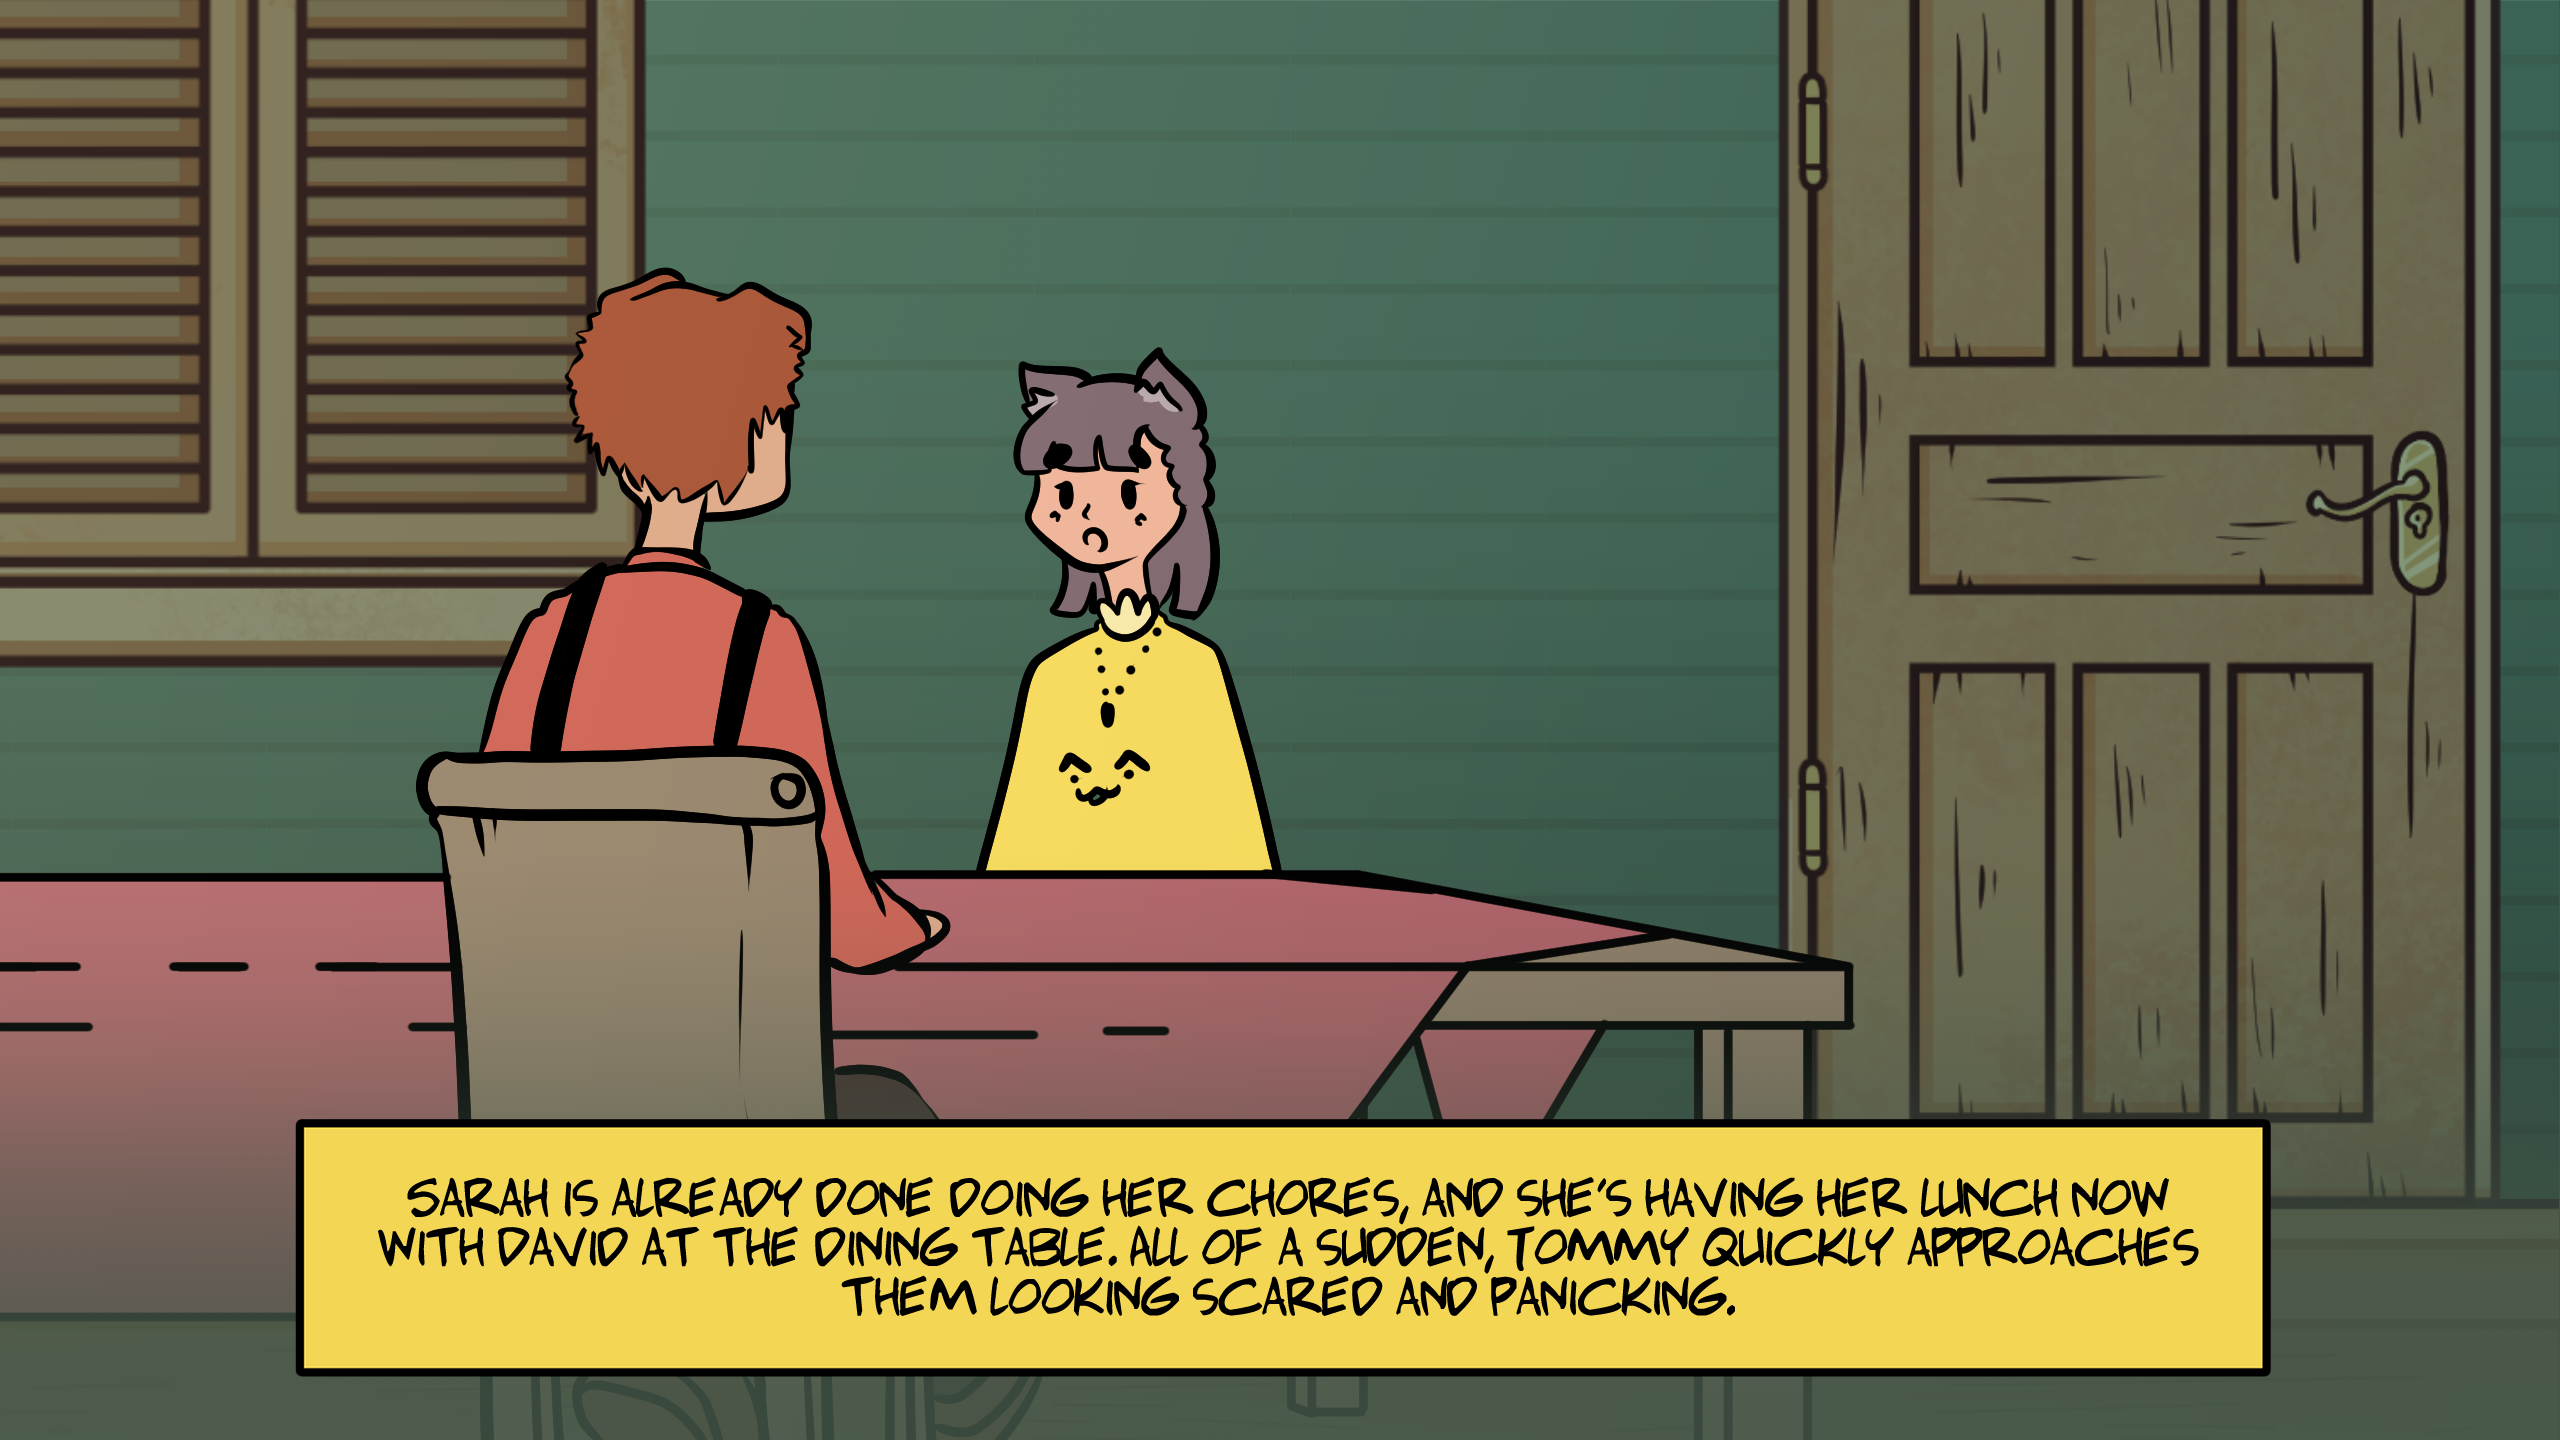 SARAH IS ALREADY DONE DOING HER CHORES, AND SHE'S HAVING HER LUNCH NOW
WITH DAVID AT THE DINING TABLE. ALL OF A SUDDEN, TOMMY QUICKLY APPROACHES
THEM LOOKING SCARED AND PANICKING.